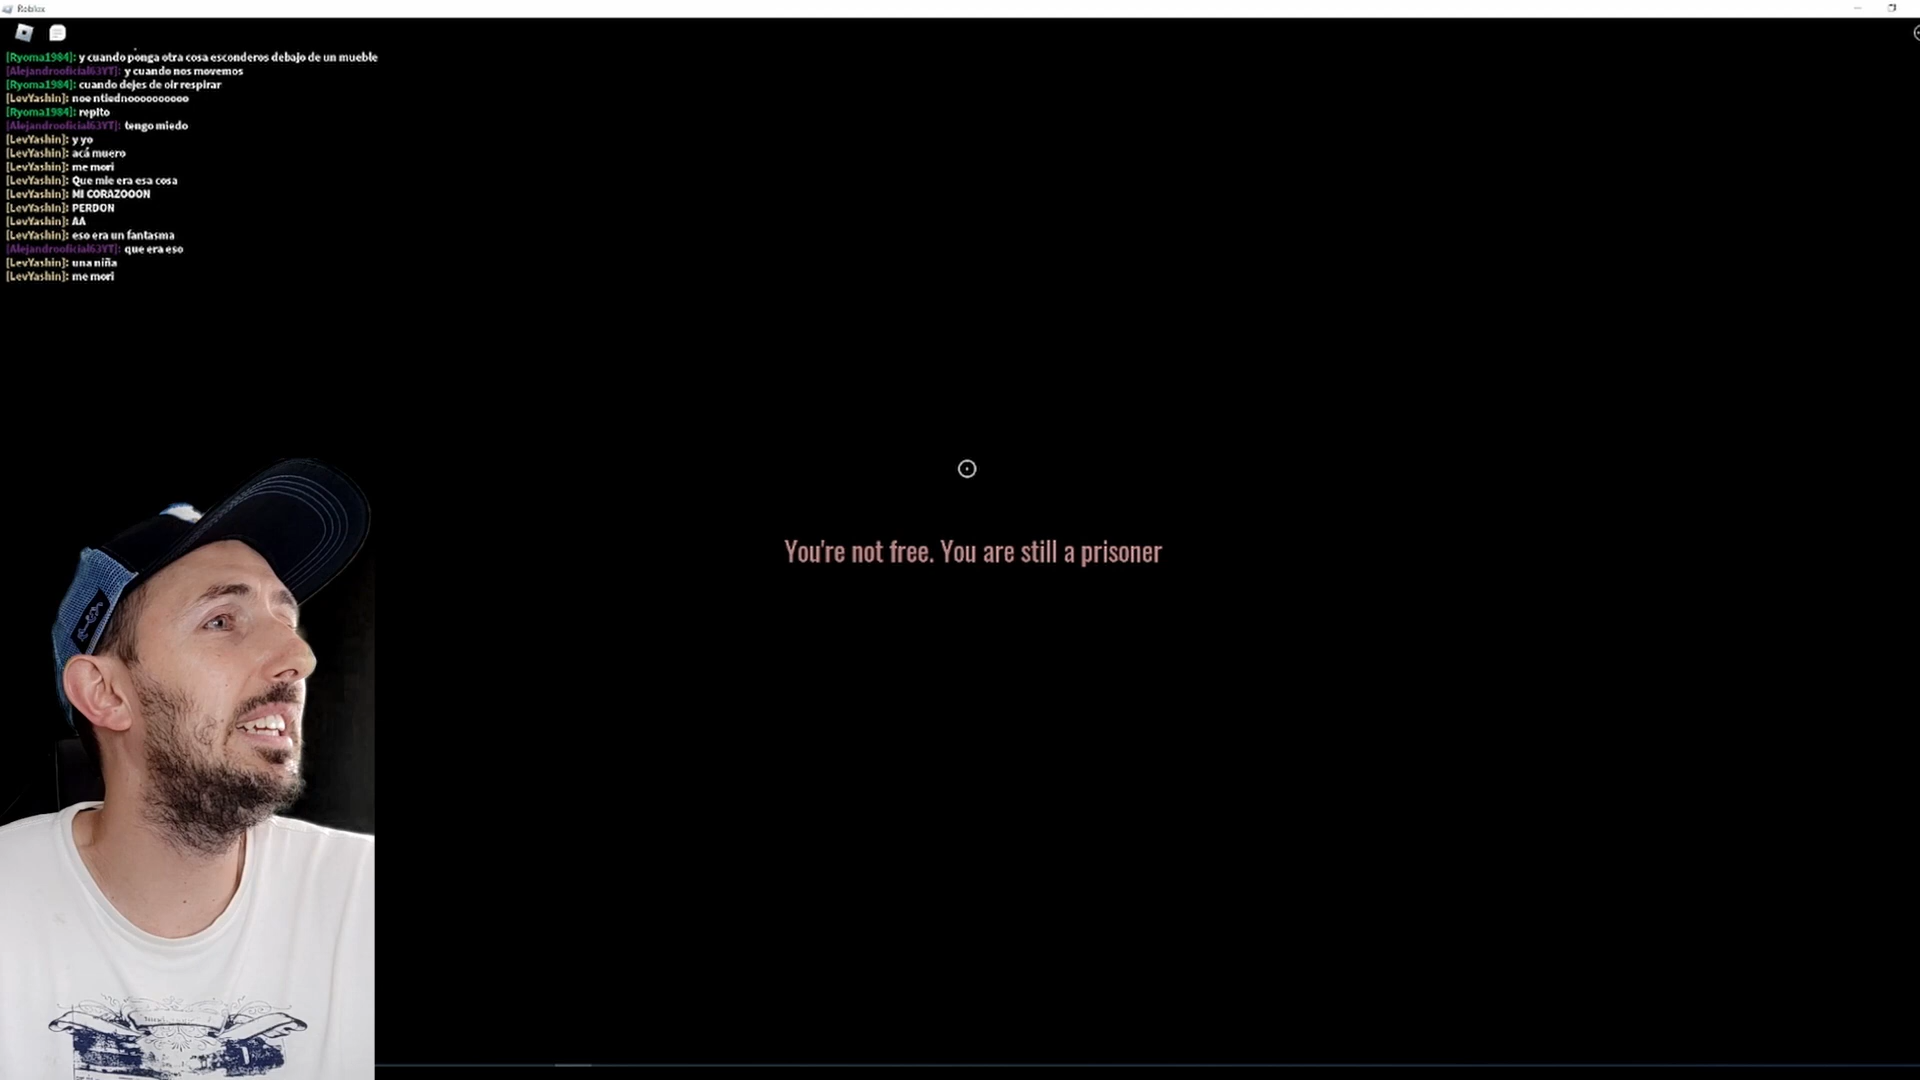 Roblox
[Ryoma1984]: y cuando ponga otra cosa esconderos debajo de un mueble
[Alejandrooficial63YT]: y cuando nos movemos
[Ryoma1984]: cuando dejes de oir respirar
[LevYashin]: noe ntiednoooooooooo
[Ryoma1984]: repito
[Alejandrooficial63YT]: tengo miedo
[LevYashin]: y yo
[LevYashin]: acá muero
[LevYashin]: me mori
[LevYashin]: Que mie era esa cosa
[LevYashin]: MI CORAZOOON
[LevYashin]: PERDON
[LevYashin]: AA
[LevYashin]: eso era un fantasma
[Alejandrooficial63YT]: que era eso
[LevYashin]: una niña
[LevYashin]: me mori
You're not free. You are still a prisoner